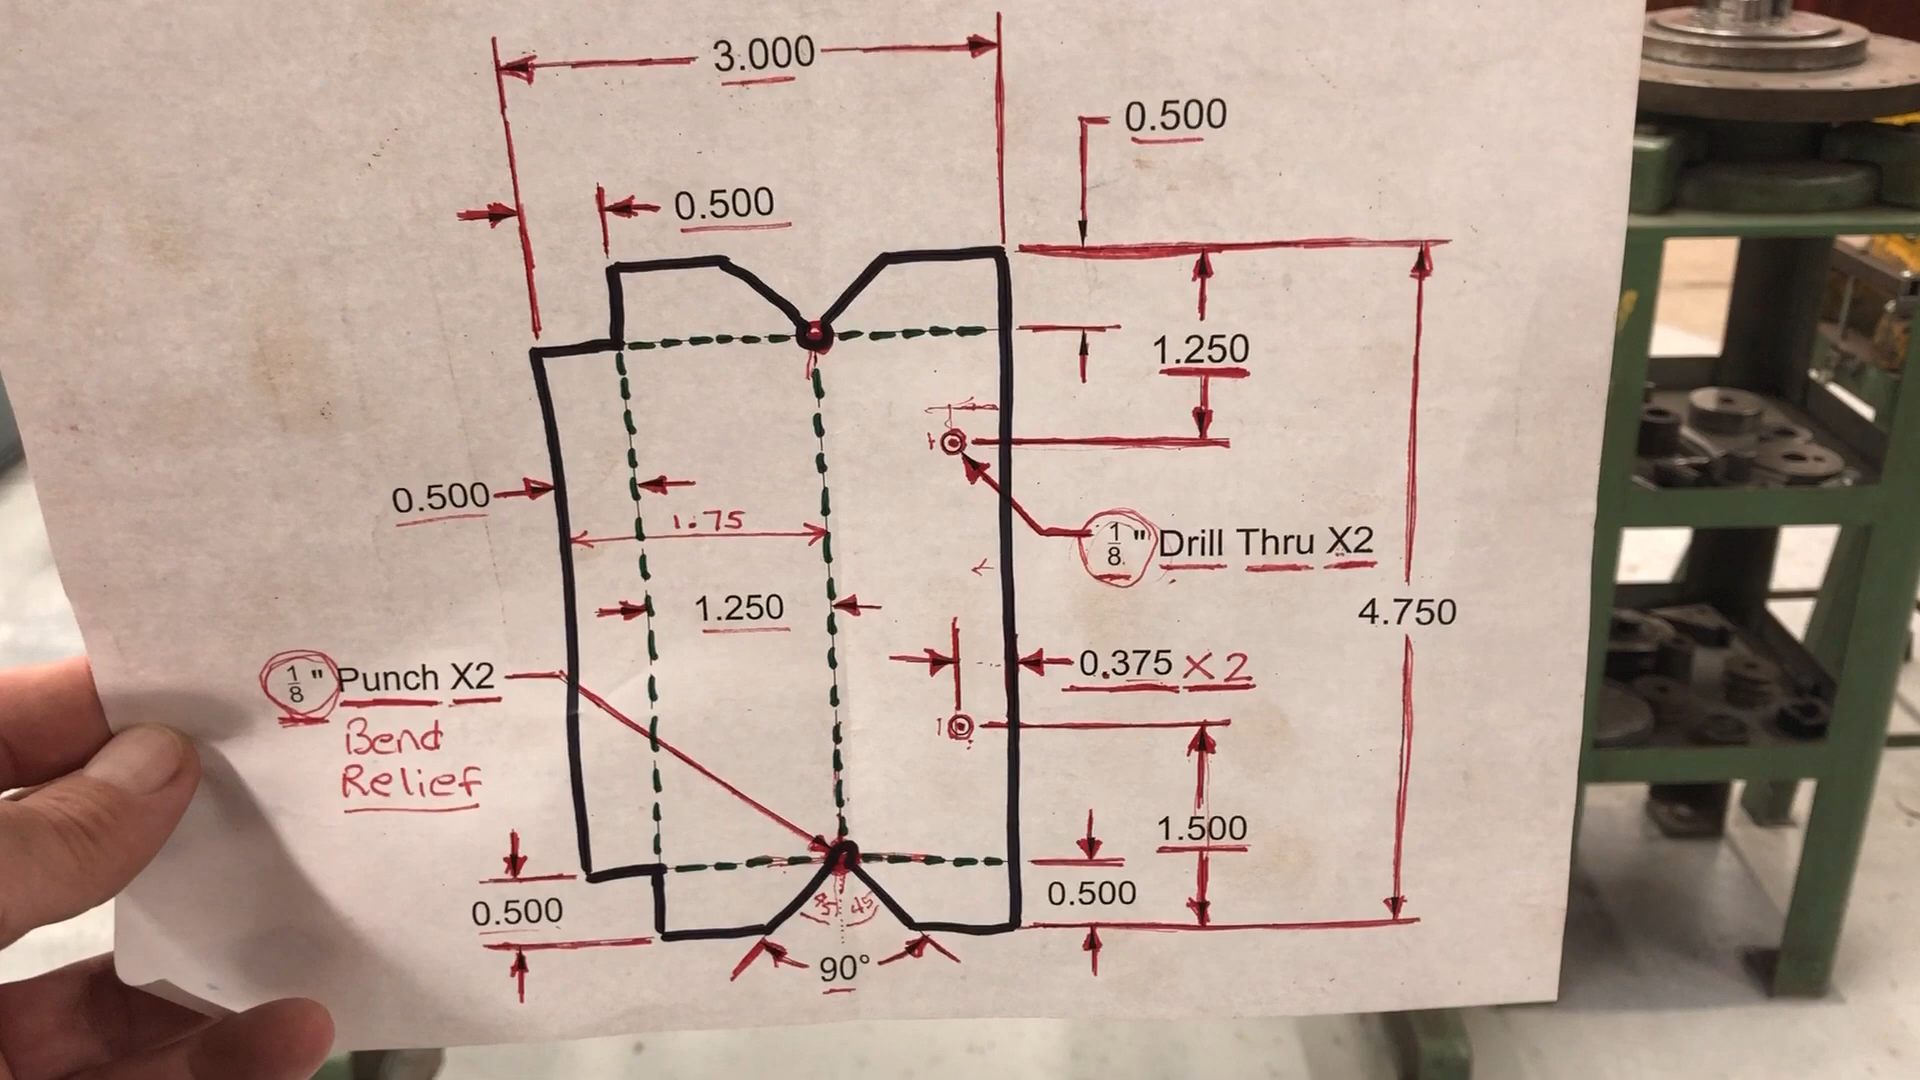 3.000
0.500
0.500
1.250
0.500
1.75
1/8" Drill Thru X2
1.250
4.750
0.375 X2
1/8" Punch X2
Bend
Relief
1.500
0.500
0.500
45 45
90°